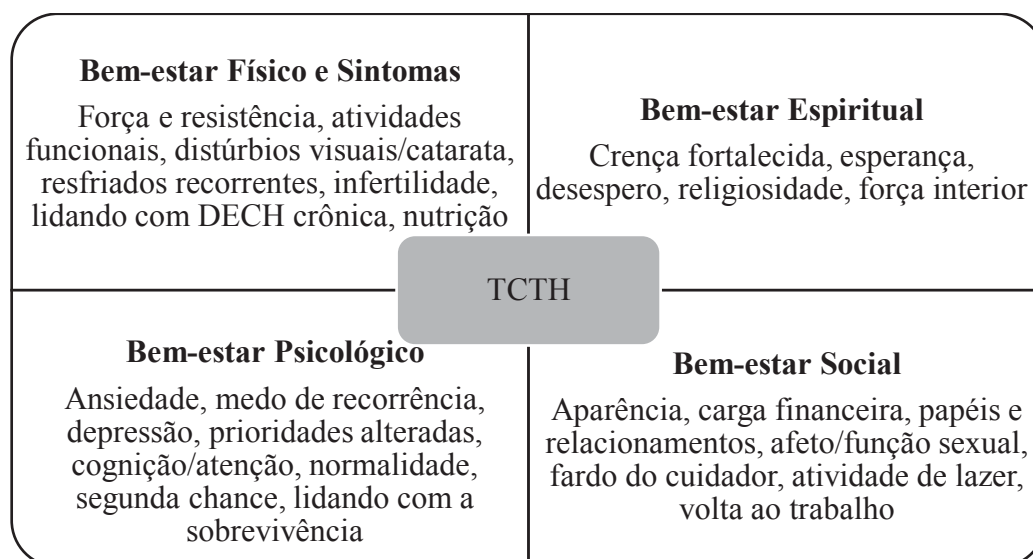 Bem-estar Físico e Sintomas
Força e resistência, atividades
funcionais, distúrbios visuais/catarata,
resfriados recorrentes, infertilidade,
lidando com DECH crônica, nutrição
Bem-estar Espiritual
Crença fortalecida, esperança,
desespero, religiosidade, força interior
TCTH
Bem-estar Psicológico
Ansiedade, medo de recorrência,
depressão, prioridades alteradas,
cognição/atenção, normalidade,
segunda chance, lidando com a
sobrevivência
Bem-estar Social
Aparência, carga financeira, papéis e
relacionamentos, afeto/função sexual,
fardo do cuidador, atividade de lazer,
volta ao trabalho